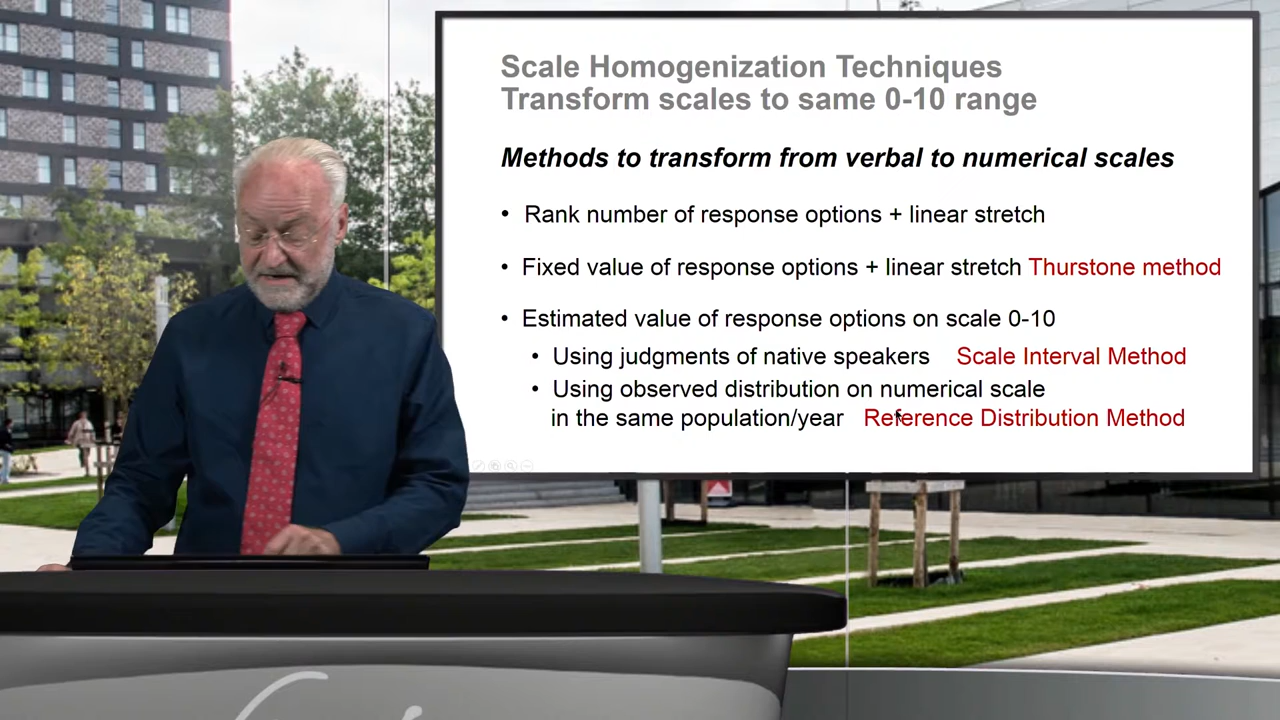 Scale Homogenization Techniques
Transform scales to same 0-10 range
Methods to transform from verbal to numerical scales
• Rank number of response options + linear stretch
• Fixed value of response options + linear stretch Thurstone method
• Estimated value of response options on scale 0-10
• Using judgments of native speakers Scale Interval Method
• Using observed distribution on numerical scale
in the same population/year Reference Distribution Method